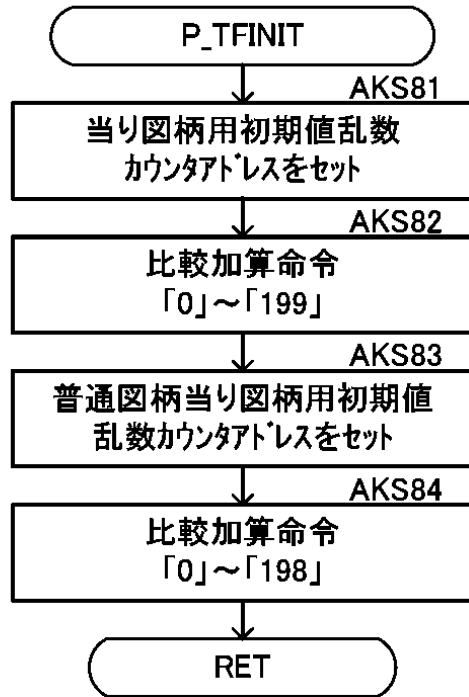 P_TFINIT
AKS81
当り図柄用初期値乱数
カウンタアドレスをセット
AKS82
比較加算命令
「0」～「199」
AKS83
普通図柄当り図柄用初期値
乱数カウンタアドレスをセット
AKS84
比較加算命令
「0」～「198」
RET